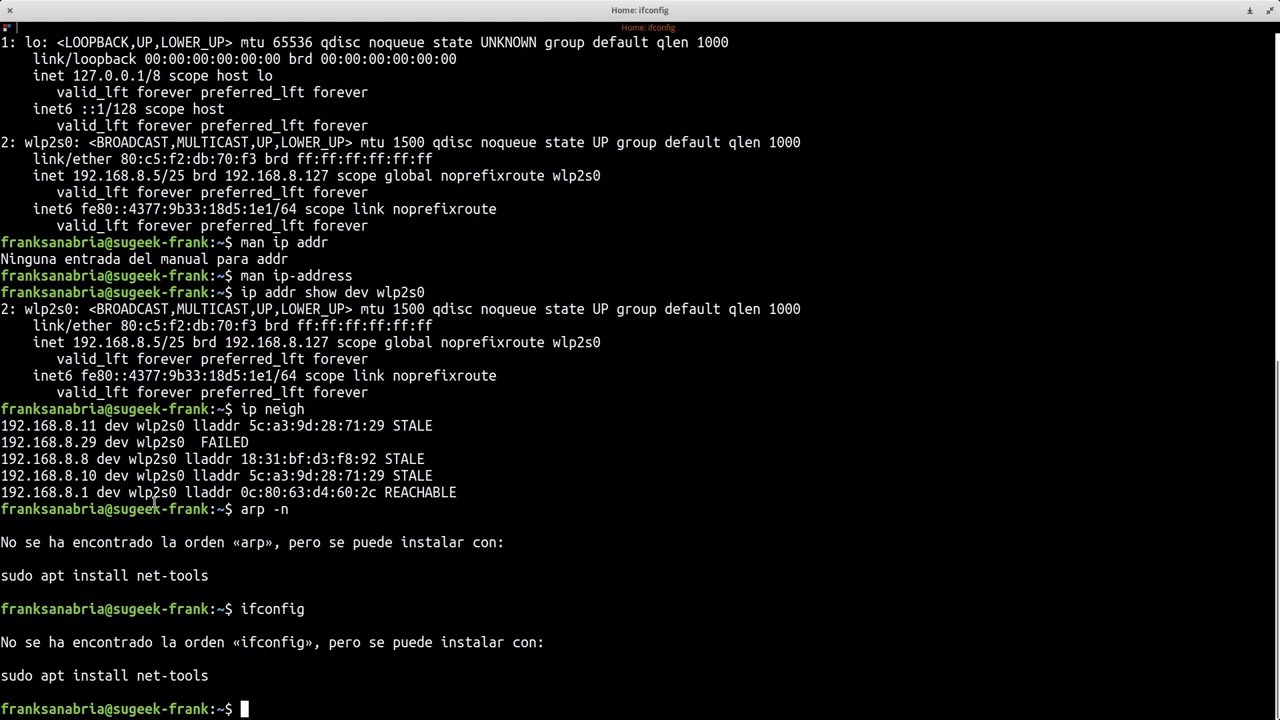 Home: ifconfig
Home: ifconfig
1: lo: <LOOPBACK,UP,LOWER_UP> mtu 65536 qdisc noqueue state UNKNOWN group default qlen 1000
    link/loopback 00:00:00:00:00:00 brd 00:00:00:00:00:00
    inet 127.0.0.1/8 scope host lo
       valid_lft forever preferred_lft forever
    inet6 ::1/128 scope host
       valid_lft forever preferred_lft forever
2: wlp2s0: <BROADCAST,MULTICAST,UP,LOWER_UP> mtu 1500 qdisc noqueue state UP group default qlen 1000
    link/ether 80:c5:f2:db:70:f3 brd ff:ff:ff:ff:ff:ff
    inet 192.168.8.5/25 brd 192.168.8.127 scope global noprefixroute wlp2s0
       valid_lft forever preferred_lft forever
    inet6 fe80::4377:9b33:18d5:1e1/64 scope link noprefixroute
       valid_lft forever preferred_lft forever
franksanabria@sugeek-frank:~$ man ip addr
Ninguna entrada del manual para addr
franksanabria@sugeek-frank:~$ man ip-address
franksanabria@sugeek-frank:~$ ip addr show dev wlp2s0
2: wlp2s0: <BROADCAST,MULTICAST,UP,LOWER_UP> mtu 1500 qdisc noqueue state UP group default qlen 1000
    link/ether 80:c5:f2:db:70:f3 brd ff:ff:ff:ff:ff:ff
    inet 192.168.8.5/25 brd 192.168.8.127 scope global noprefixroute wlp2s0
       valid_lft forever preferred_lft forever
    inet6 fe80::4377:9b33:18d5:1e1/64 scope link noprefixroute
       valid_lft forever preferred_lft forever
franksanabria@sugeek-frank:~$ ip neigh
192.168.8.11 dev wlp2s0 lladdr 5c:a3:9d:28:71:29 STALE
192.168.8.29 dev wlp2s0  FAILED
192.168.8.8 dev wlp2s0 lladdr 18:31:bf:d3:f8:92 STALE
192.168.8.10 dev wlp2s0 lladdr 5c:a3:9d:28:71:29 STALE
192.168.8.1 dev wlp2s0 lladdr 0c:80:63:d4:60:2c REACHABLE
franksanabria@sugeek-frank:~$ arp -n
No se ha encontrado la orden «arp», pero se puede instalar con:
sudo apt install net-tools
franksanabria@sugeek-frank:~$ ifconfig
No se ha encontrado la orden «ifconfig», pero se puede instalar con:
sudo apt install net-tools
franksanabria@sugeek-frank:~$